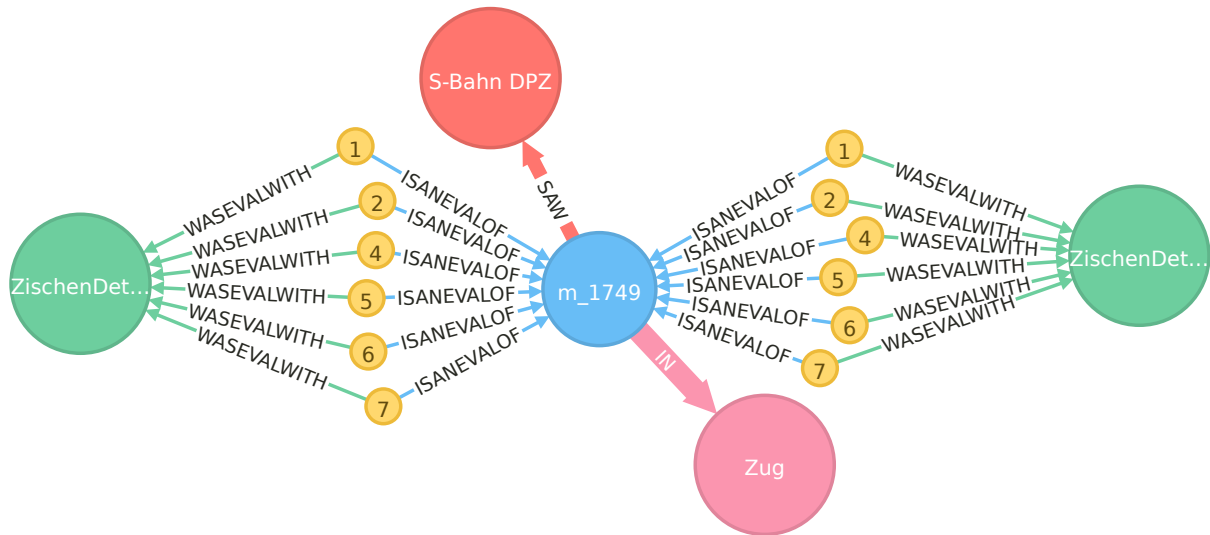 S-Bahn DPZ
SAW
1
WASEVALWITH
ISANEVALOF
2
WASEVALWITH
ISANEVALOF
4
WASEVALWITH
ISANEVALOF
5
WASEVALWITH
ISANEVALOF
6
WASEVALWITH
ISANEVALOF
7
WASEVALWITH
ISANEVALOF
ZischenDet...
m_1749
1
ISANEVALOF
WASEVALWITH
2
ISANEVALOF
WASEVALWITH
4
ISANEVALOF
WASEVALWITH
5
ISANEVALOF
WASEVALWITH
6
ISANEVALOF
WASEVALWITH
7
ISANEVALOF
WASEVALWITH
ZischenDet...
IN
Zug